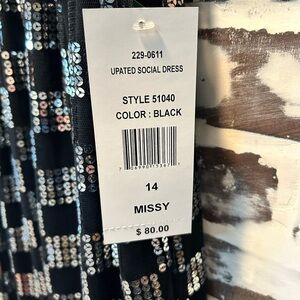 229-0611
UPATED SOCIAL DRESS
STYLE 51040
COLOR : BLACK
14
MISSY
$ 80.00